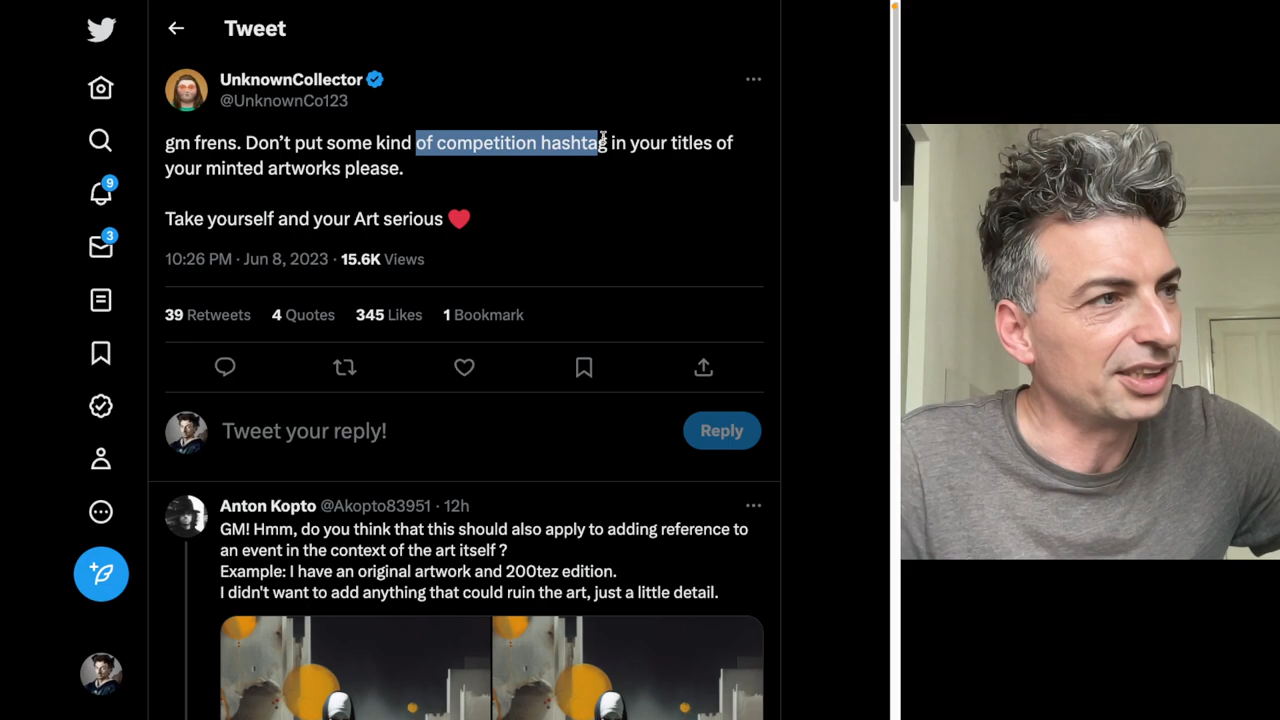 Tweet
UnknownCollector
@UnknownCo123
gm frens. Don’t put some kind of competition hashtag in your titles of
your minted artworks please.
Take yourself and your Art serious ❤️
10:26 PM · Jun 8, 2023 · 15.6K Views
39 Retweets 4 Quotes 345 Likes 1 Bookmark
9
3
Tweet your reply!
Reply
Anton Kopto @Akopto83951 · 12h
GM! Hmm, do you think that this should also apply to adding reference to
an event in the context of the art itself ?
Example: I have an original artwork and 200tez edition.
I didn't want to add anything that could ruin the art, just a little detail.